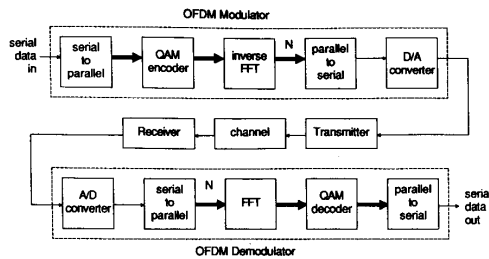 OFDM Modulator
serial
data
in
serial
to
parallel
QAM
encoder
inverse
FFT
N
parallel
to
serial
D/A
converter
Receiver
channel
Transmitter
A/D
converter
serial
to
parallel
N
FFT
QAM
decoder
parallel
to
serial
serial
data
out
OFDM Demodulator